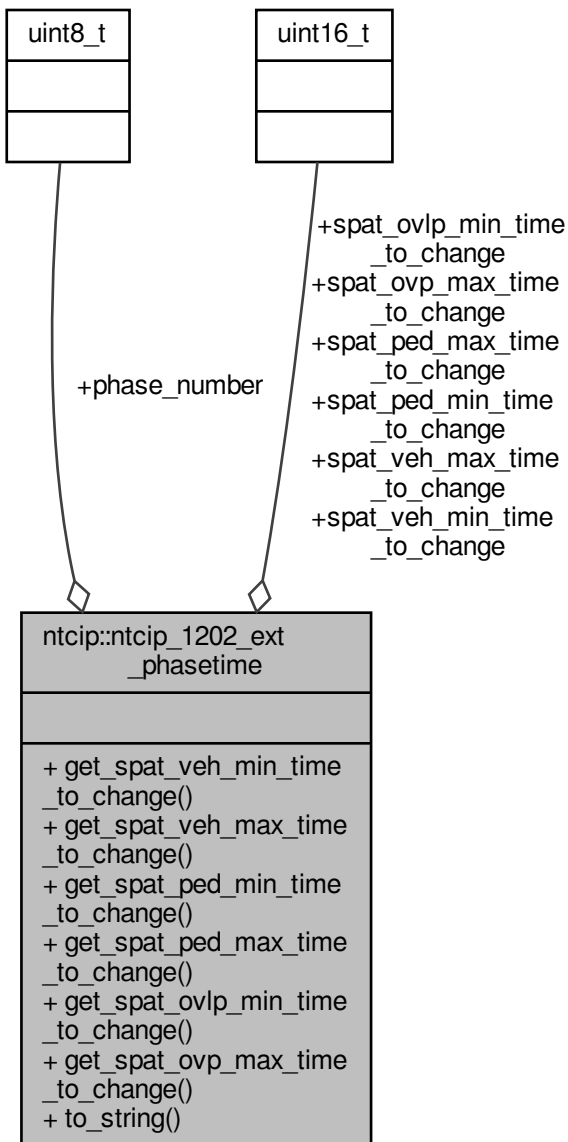 uint8_t
uint16_t
+spat_ovlp_min_time
_to_change
+spat_ovp_max_time
_to_change
+spat_ped_max_time
_to_change
+spat_ped_min_time
_to_change
+spat_veh_max_time
_to_change
+spat_veh_min_time
_to_change
+phase_number
ntcip::ntcip_1202_ext
_phasetime
+ get_spat_veh_min_time
_to_change()
+ get_spat_veh_max_time
_to_change()
+ get_spat_ped_min_time
_to_change()
+ get_spat_ped_max_time
_to_change()
+ get_spat_ovlp_min_time
_to_change()
+ get_spat_ovp_max_time
_to_change()
+ to_string()